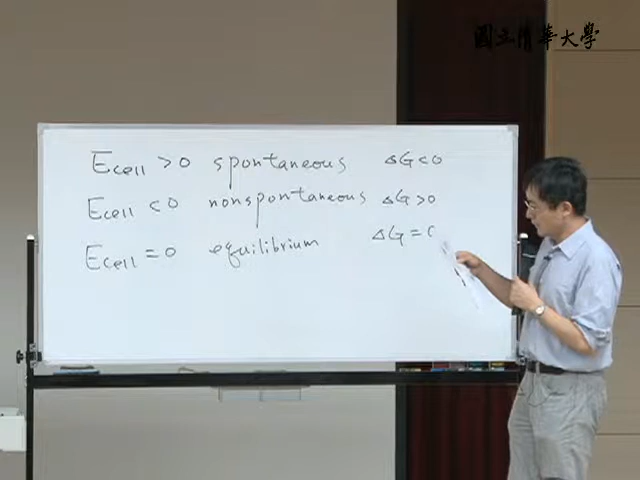 國立清華大學
Ecell > 0 spontaneous ΔG < 0
Ecell < 0 nonspontaneous ΔG > 0
Ecell = 0 equilibrium ΔG = 0